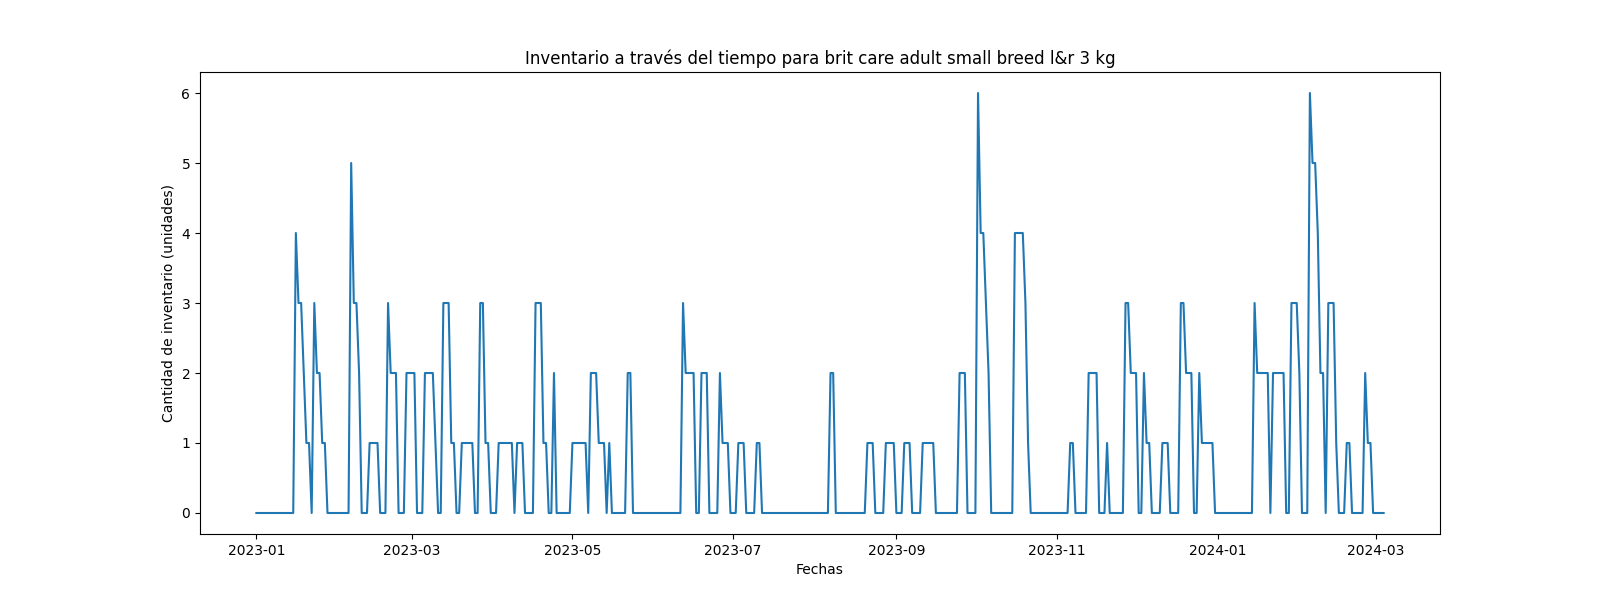 Inventario a través del tiempo para brit care adult small breed l&r 3 kg
Cantidad de inventario (unidades)
6
5
4
3
2
1
0
2023-01 2023-03 2023-05 2023-07 2023-09 2023-11 2024-01 2024-03
Fechas